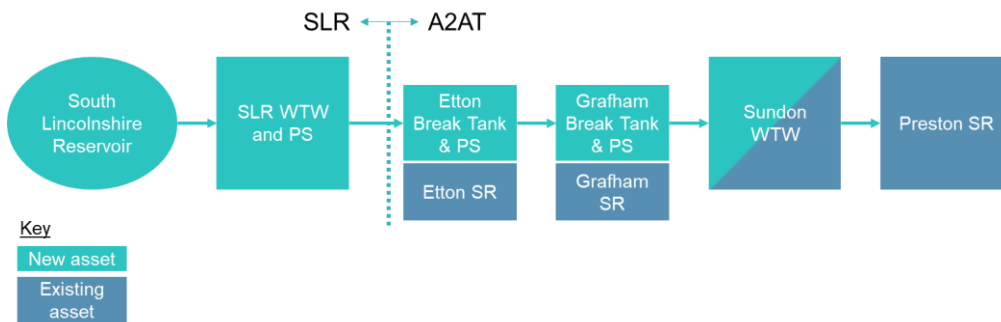 SLR
A2AT
South
Lincolnshire
Reservoir
SLR WTW
and PS
Etton
Break Tank
& PS
Etton SR
Grafham
Break Tank
& PS
Grafham
SR
Sundon
WTW
Preston SR
Key
New asset
Existing
asset